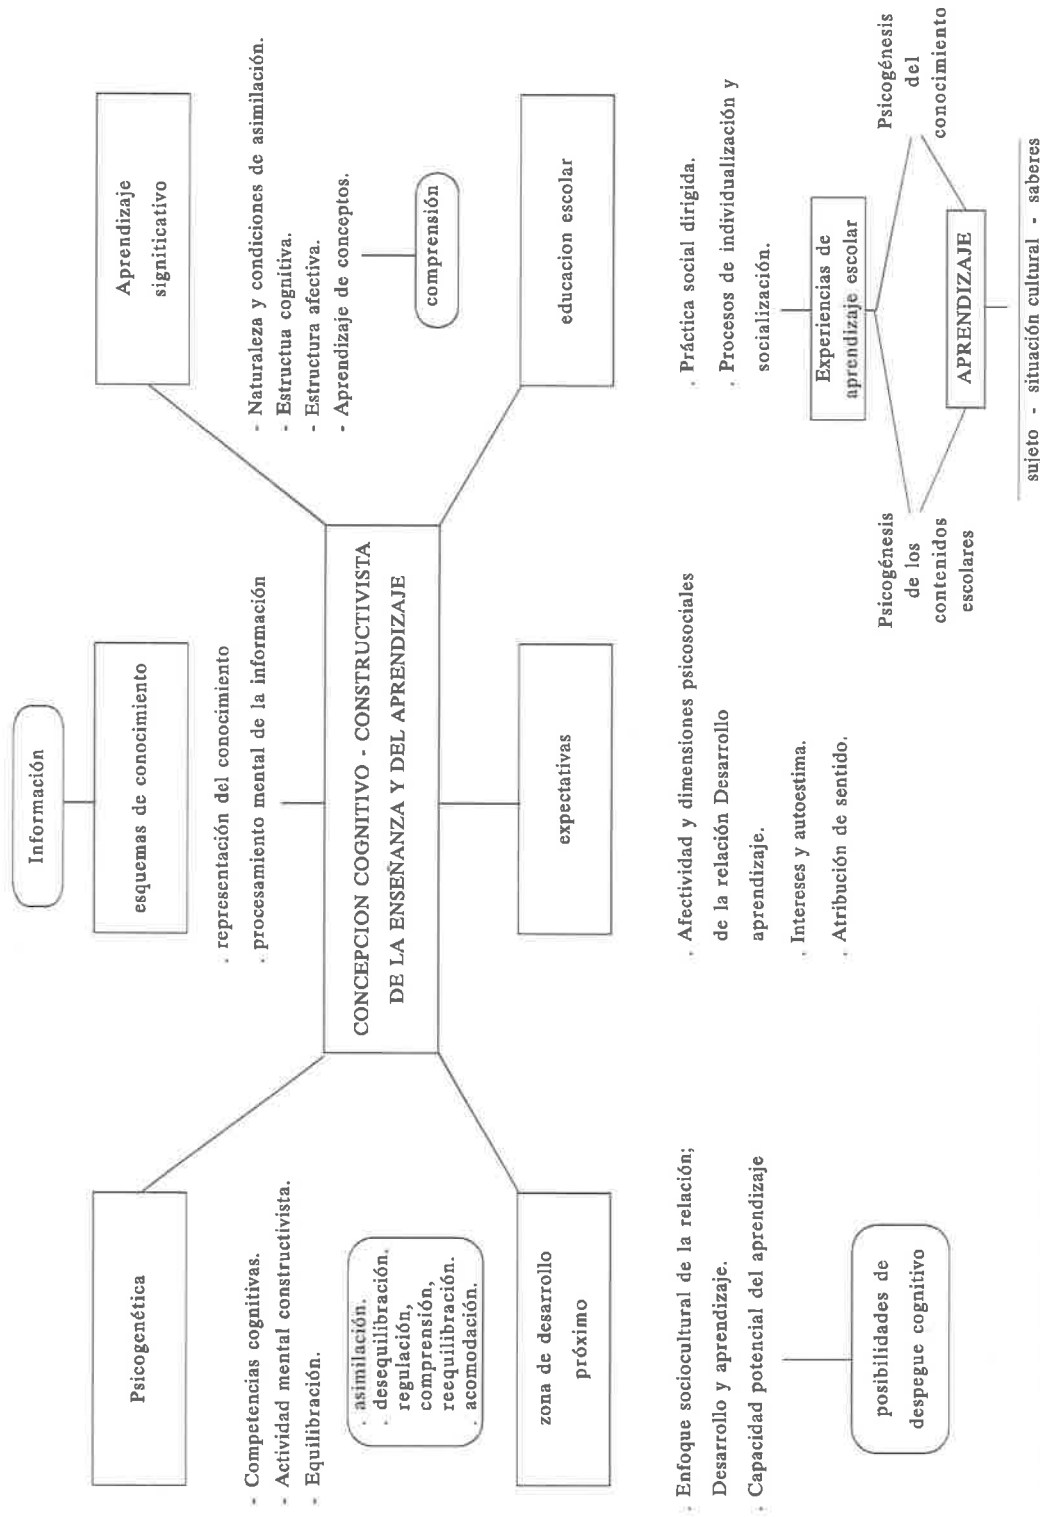 Información
Psicogenética
esquemas de conocimiento
Aprendizaje
signiticativo
- Competencias cognitivas.
- Actividad mental constructivista.
- Equilibración.
. asimilación.
. desequilibración.
regulación,
comprensión,
reequilibración.
. acomodación.
. representación del conocimiento
. procesamiento mental de la información
- Naturaleza y condiciones de asimilación.
- Estructua cognitiva.
- Estructura afectiva.
- Aprendizaje de conceptos.
comprensión
CONCEPCION COGNITIVO - CONSTRUCTIVISTA
DE LA ENSEÑANZA Y DEL APRENDIZAJE
zona de desarrollo
próximo
expectativas
educacion escolar
. Enfoque sociocultural de la relación;
Desarrollo y aprendizaje.
. Capacidad potencial del aprendizaje
posibilidades de
despegue cognitivo
. Afectividad y dimensiones psicosociales
de la relación Desarrollo
aprendizaje.
. Intereses y autoestima.
. Atribución de sentido.
. Práctica social dirigida.
. Procesos de individualización y
socialización.
Experiencias de
aprendizaje escolar
Psicogénesis
de los
contenidos
escolares
Psicogénesis
del
conocimiento
APRENDIZAJE
sujeto - situación cultural - saberes